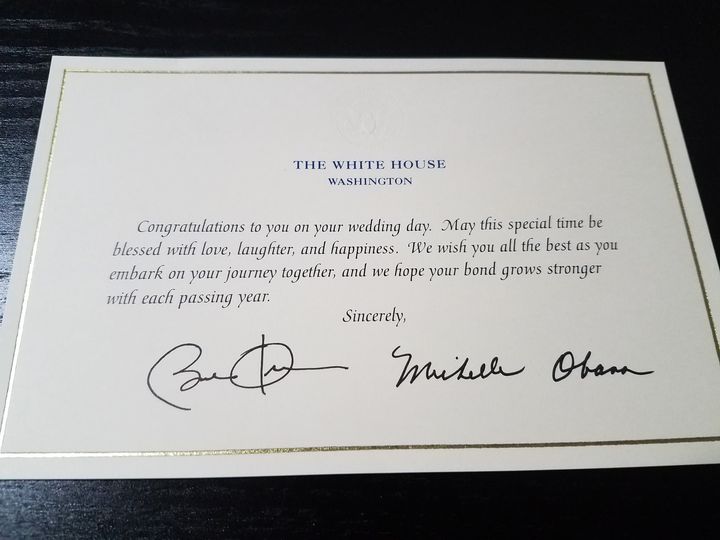 THE WHITE HOUSE
WASHINGTON
Congratulations to you on your wedding day. May this special time be
blessed with love, laughter, and happiness. We wish you all the best as you
embark on your journey together, and we hope your bond grows stronger
with each passing year.
Sincerely,
Michelle Obama